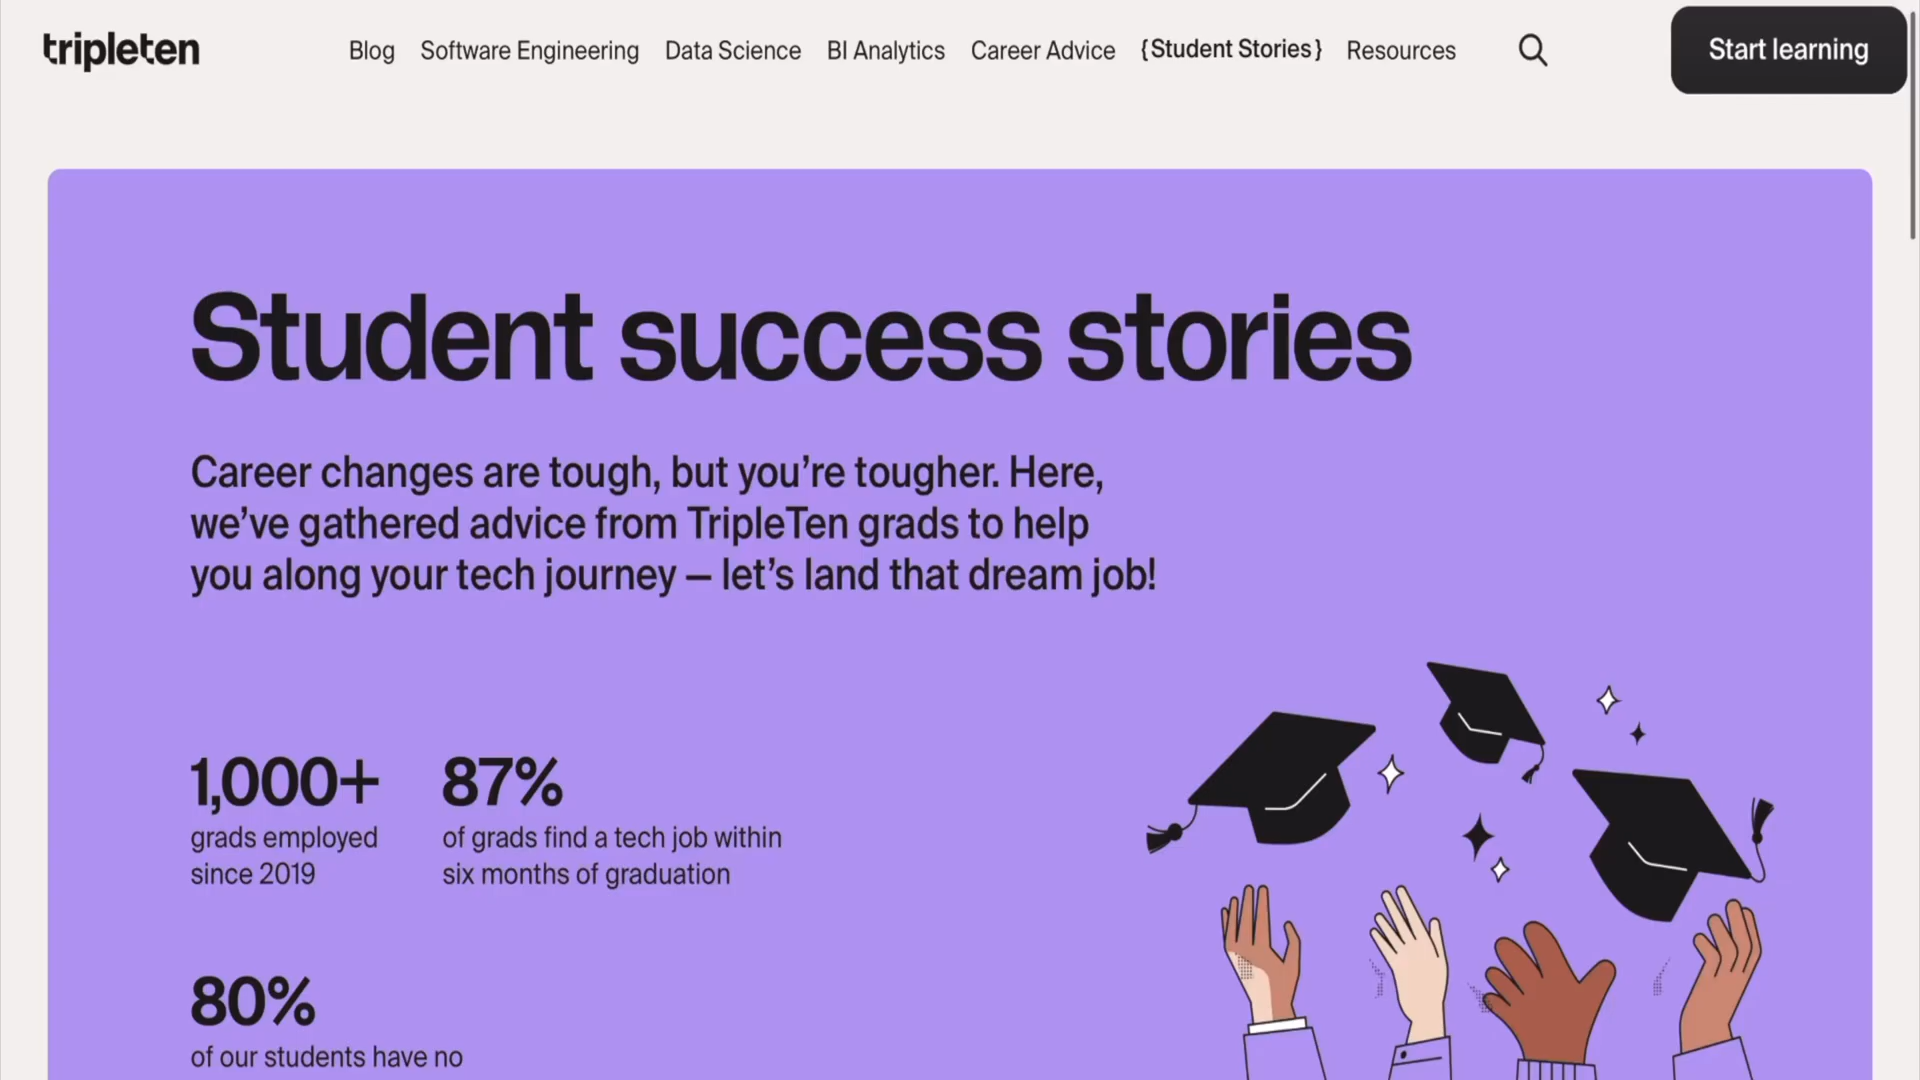 tripleten
Blog Software Engineering Data Science BI Analytics Career Advice {Student Stories} Resources
Start learning
Student success stories
Career changes are tough, but you’re tougher. Here,
we’ve gathered advice from TripleTen grads to help
you along your tech journey – let’s land that dream job!
1,000+
grads employed
since 2019
87%
of grads find a tech job within
six months of graduation
80%
of our students have no